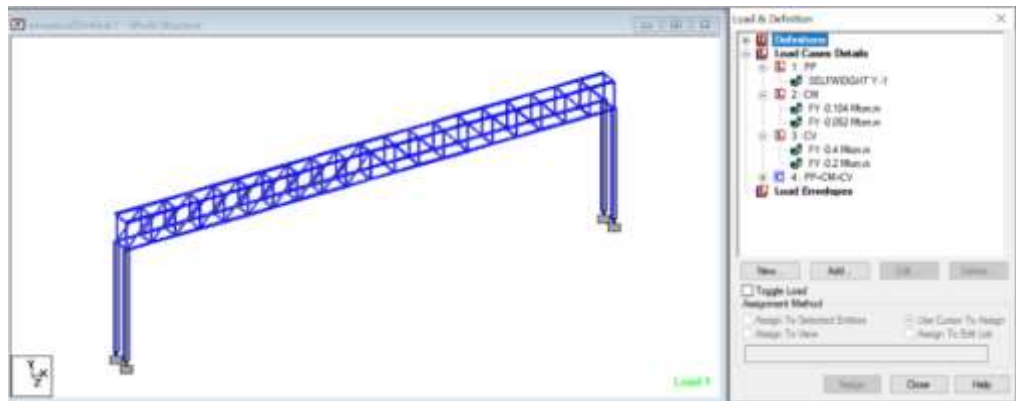 Whole Structure
Load & Definition
Definitions
Load Cases Details
1 : PP
SELFWEIGHT Y -1
2 : CM
FY -0.104 Mton
FY -0.052 Mton
3 : CV
FY -0.4 Mton
FY -0.2 Mton
4 : PP+CM+CV
Load Envelopes
New...
Add...
Toggle Load
Assignment Method
Assign To Selected Entities
Use Cursor To Assign
Assign To View
Assign To Edit List
Assign
Close
Help
Load 1
Y
X
Z